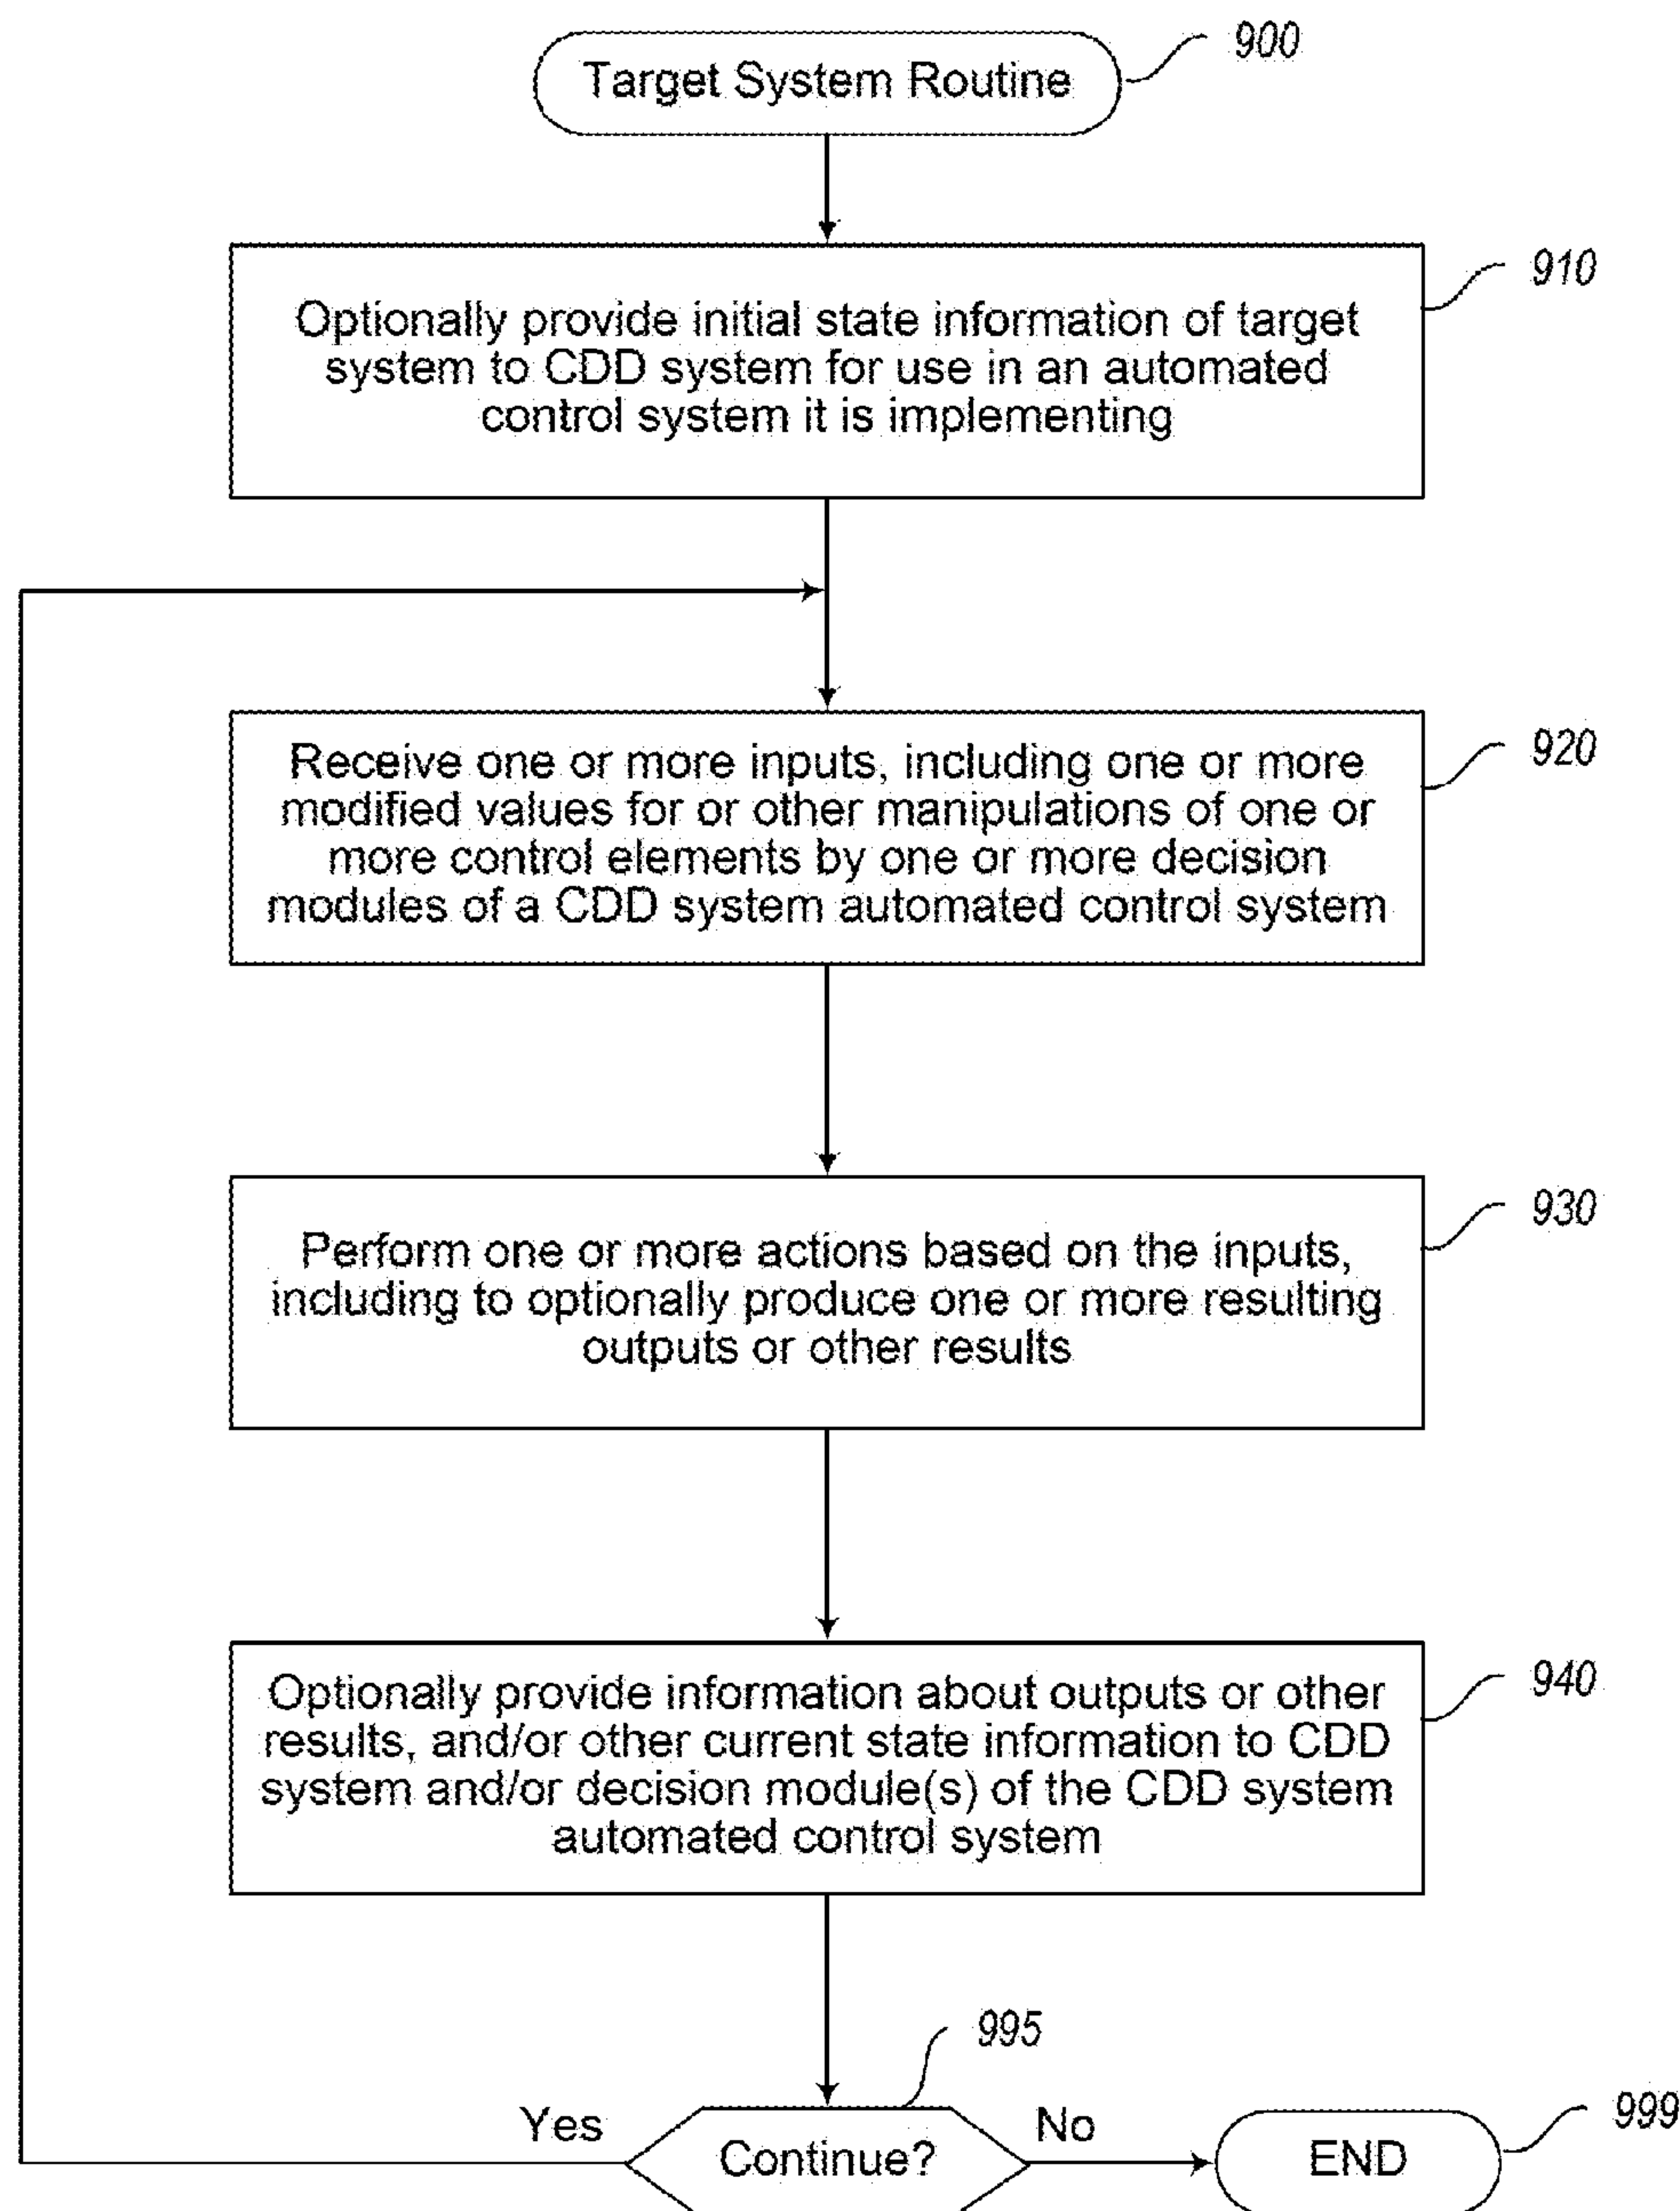 900
Target System Routine
910
Optionally provide initial state information of target
system to CDD system for use in an automated
control system it is implementing
920
Receive one or more inputs, including one or more
modified values for or other manipulations of one or
more control elements by one or more decision
modules of a CDD system automated control system
930
Perform one or more actions based on the inputs,
including to optionally produce one or more resulting
outputs or other results
940
Optionally provide information about outputs or other
results, and/or other current state information to CDD
system and/or decision module(s) of the CDD system
automated control system
995
Yes
Continue?
No
999
END